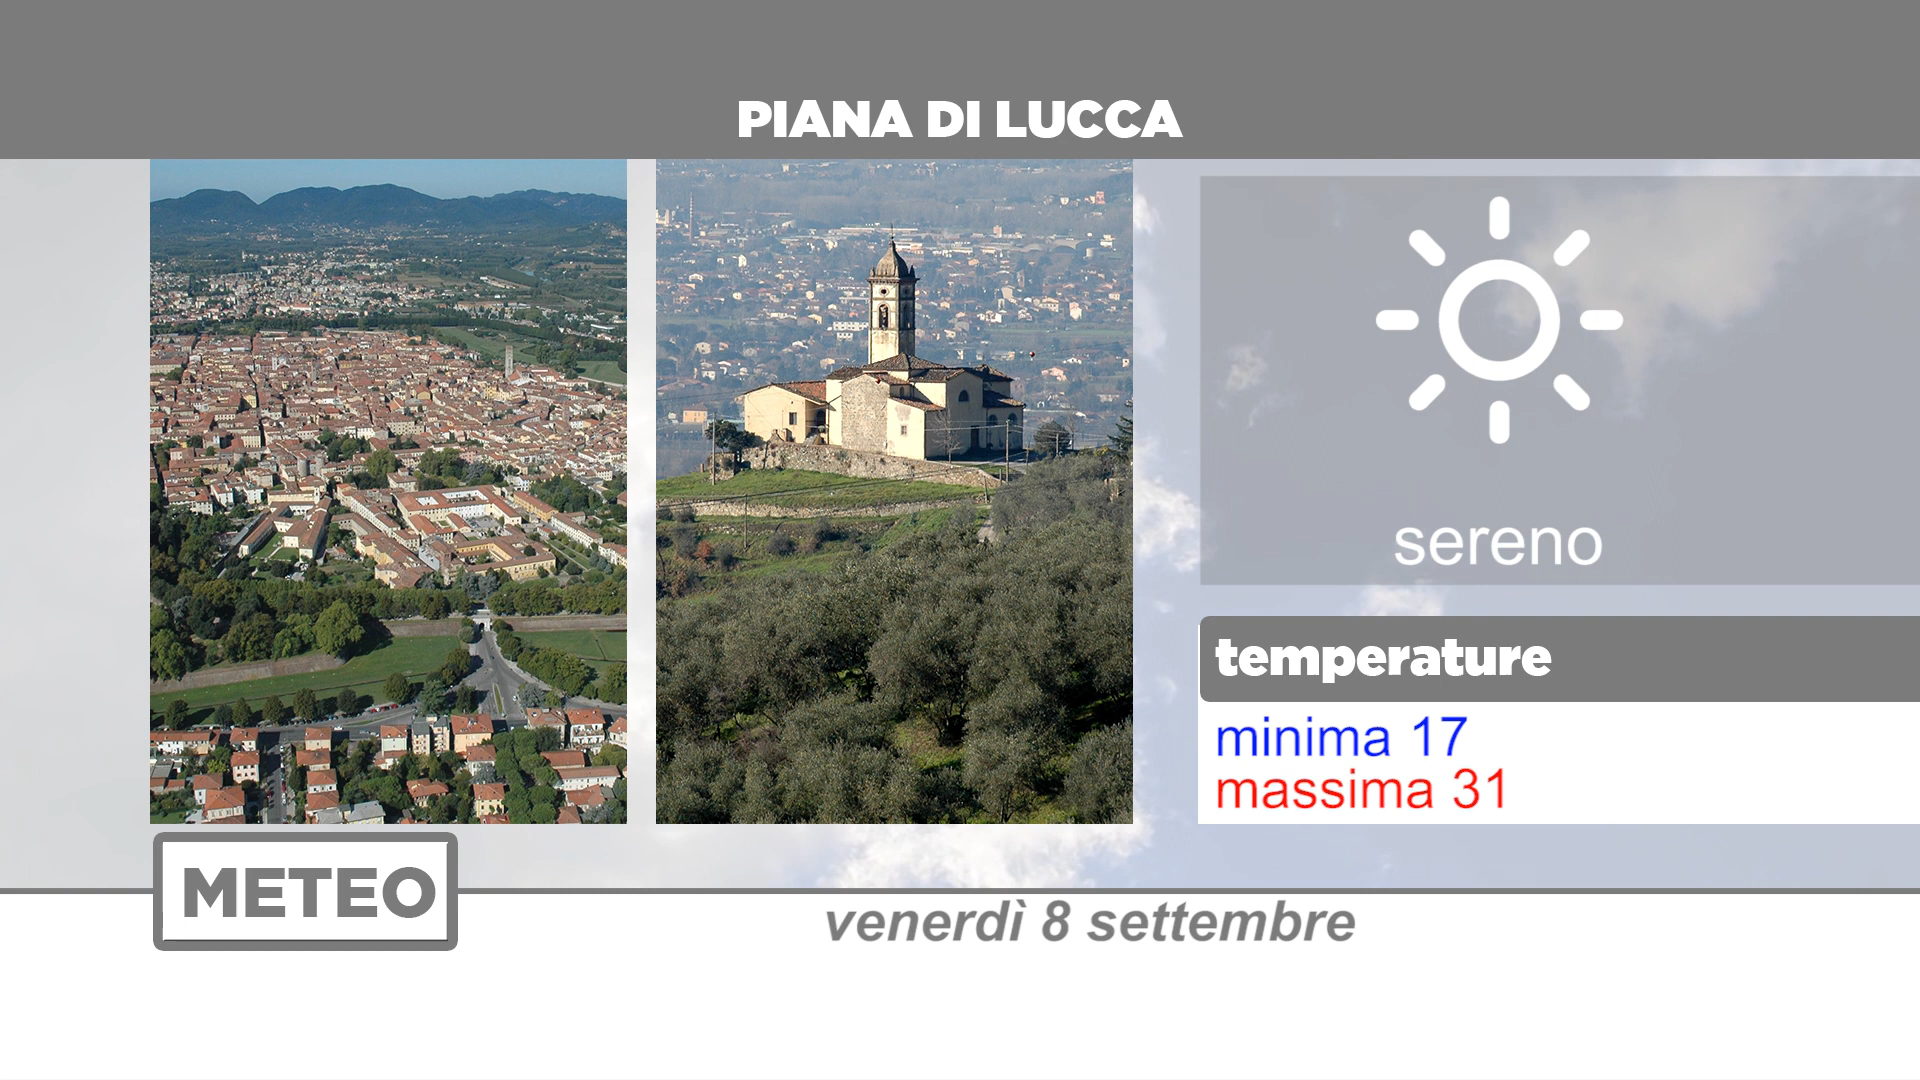 PIANA DI LUCCA
sereno
temperature
minima 17
massima 31
METEO
venerdì 8 settembre